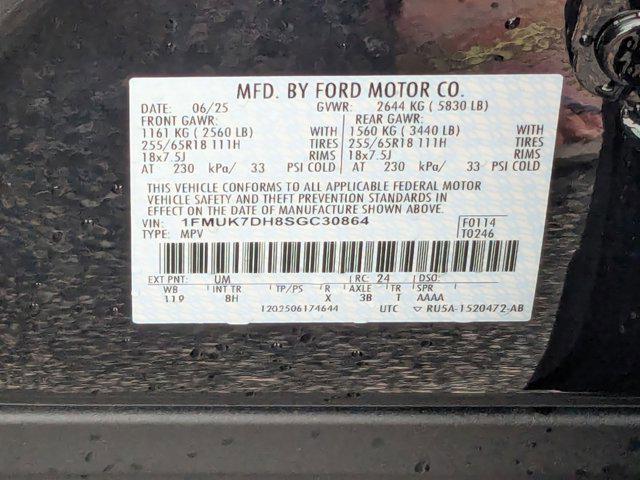 MFD. BY FORD MOTOR CO.
DATE: 06/25 GVWR: 2644 KG ( 5830 LB)
FRONT GAWR: REAR GAWR:
1161 KG ( 2560 LB) WITH 1560 KG ( 3440 LB) WITH
255/65R18 111H TIRES 255/65R18 111H TIRES
18x7.5J RIMS 18x7.5J RIMS
AT 230 kPa/ 33 PSI COLD AT 230 kPa/ 33 PSI COLD
THIS VEHICLE CONFORMS TO ALL APPLICABLE FEDERAL MOTOR
VEHICLE SAFETY AND THEFT PREVENTION STANDARDS IN
EFFECT ON THE DATE OF MANUFACTURE SHOWN ABOVE.
VIN: 1FMUK7DH8SGC30864 F0114
TYPE: MPV T0246
EXT PNT: UM RC: 24 DSO:
WB INT TR TP/PS R AXLE TR SPR
119 8H X 3B T AAAA
1202506174644 UTC ▽ RU5A-1520472-AB